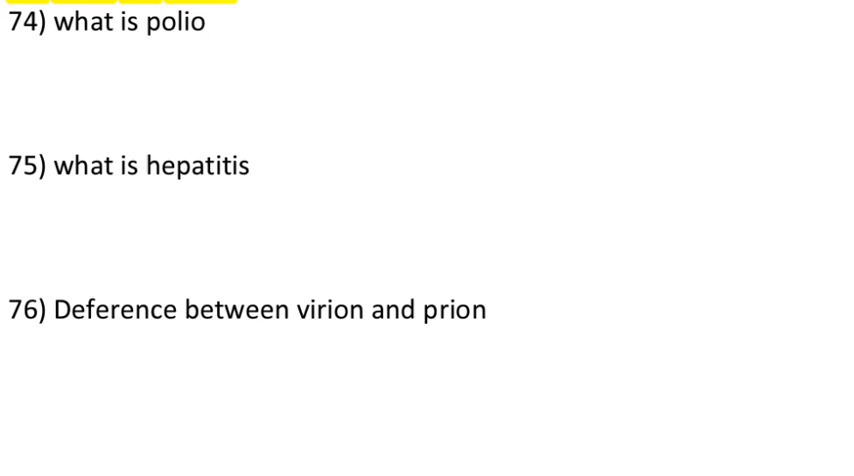 74) what is polio
75) what is hepatitis
76) Deference between virion and prion